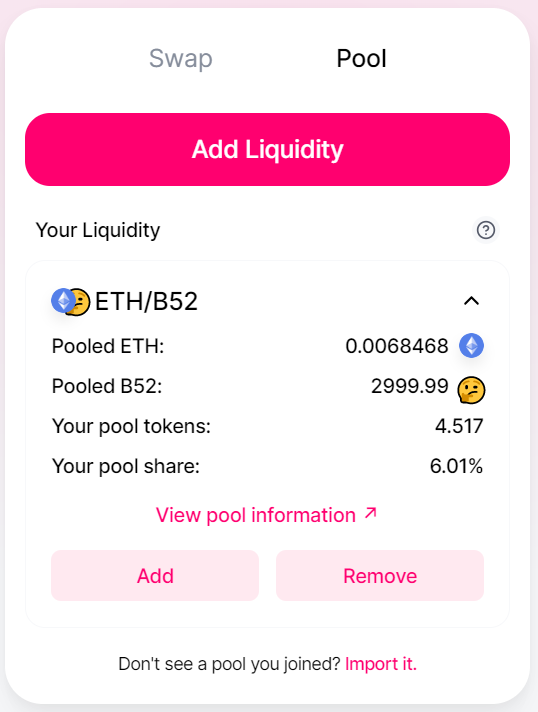 Swap Pool
Add Liquidity
Your Liquidity
ETH/B52
Pooled ETH: 0.0068468
Pooled B52: 2999.99
Your pool tokens: 4.517
Your pool share: 6.01%
View pool information ↗
Add Remove
Don't see a pool you joined? Import it.